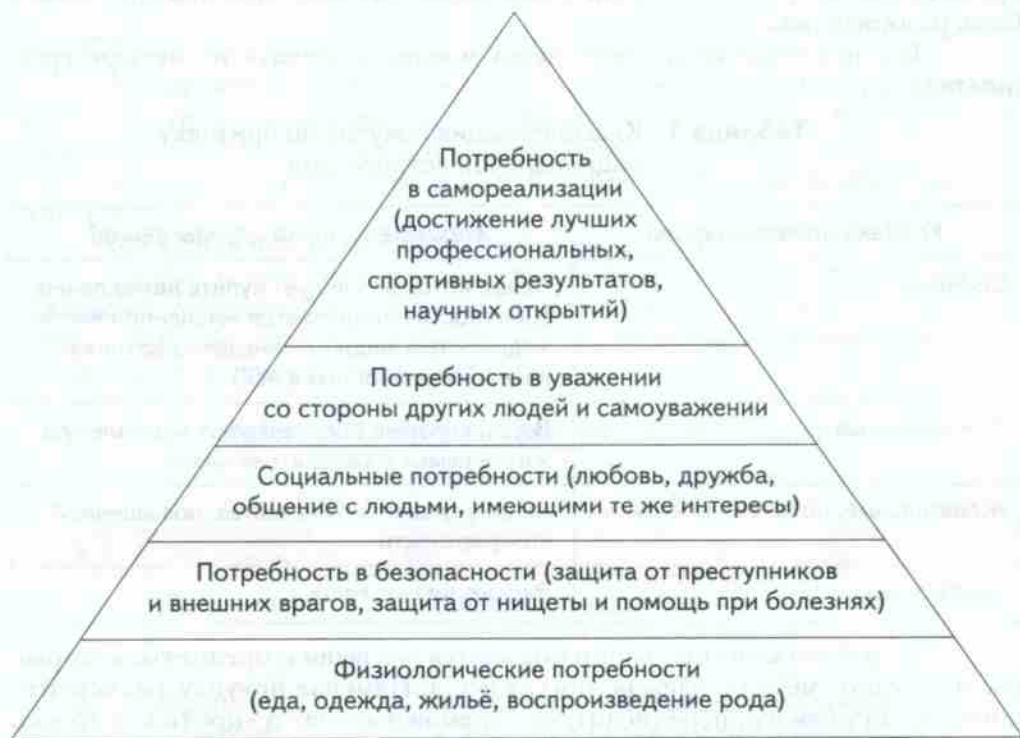 Потребность
в самореализации
(достижение лучших
профессиональных,
спортивных результатов,
научных открытий)
Потребность в уважении
со стороны других людей и самоуважении
Социальные потребности (любовь, дружба,
общение с людьми, имеющими те же интересы)
Потребность в безопасности (защита от преступников
и внешних врагов, защита от нищеты и помощь при болезнях)
Физиологические потребности
(еда, одежда, жильё, воспроизведение рода)